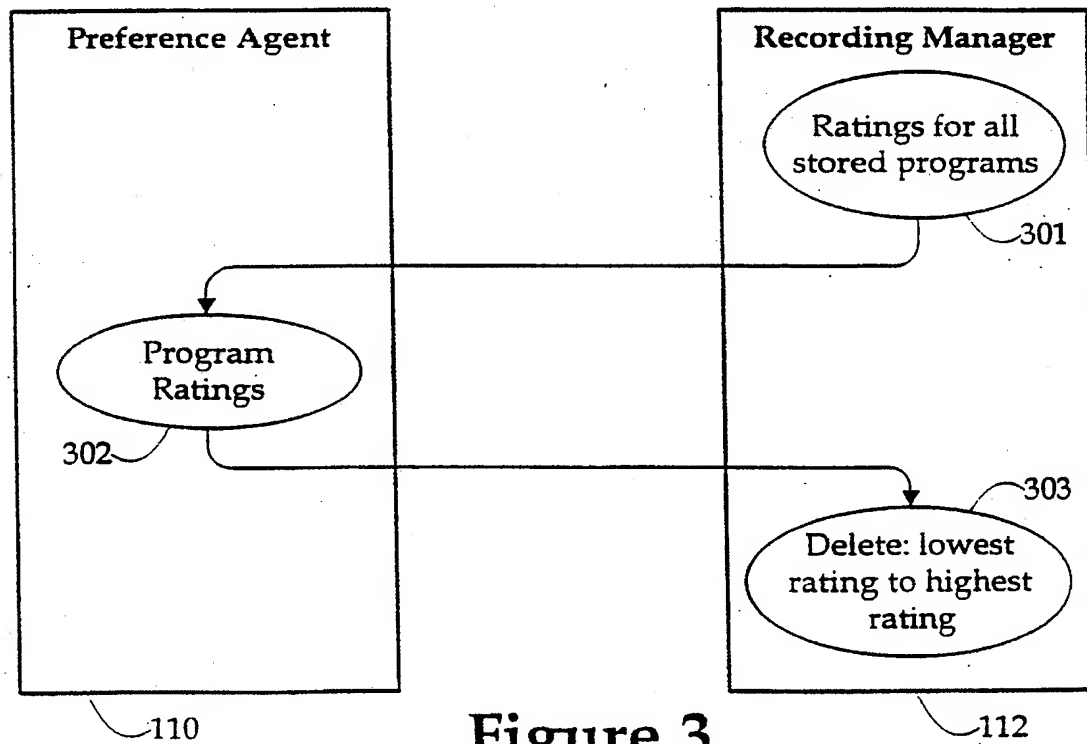 Preference Agent
Recording Manager
Ratings for all
stored programs
301
Program
Ratings
302
303
Delete: lowest
rating to highest
rating
110
112
Figure 3